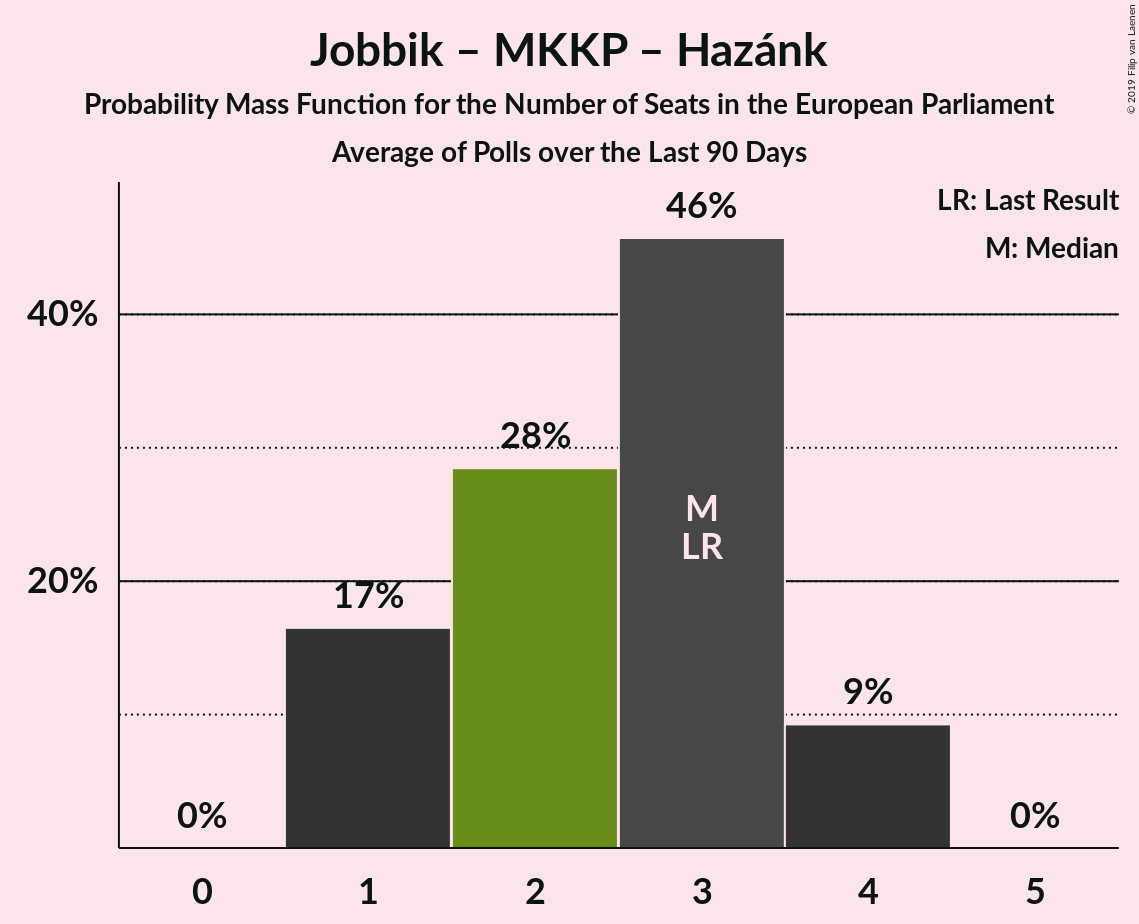 Jobbik – MKKP – Hazánk
Probability Mass Function for the Number of Seats in the European Parliament
Average of Polls over the Last 90 Days
© 2019 Filip van Laenen
LR: Last Result
M: Median
46%
40%
28%
M
LR
20%
17%
9%
0%
0%
0 1 2 3 4 5